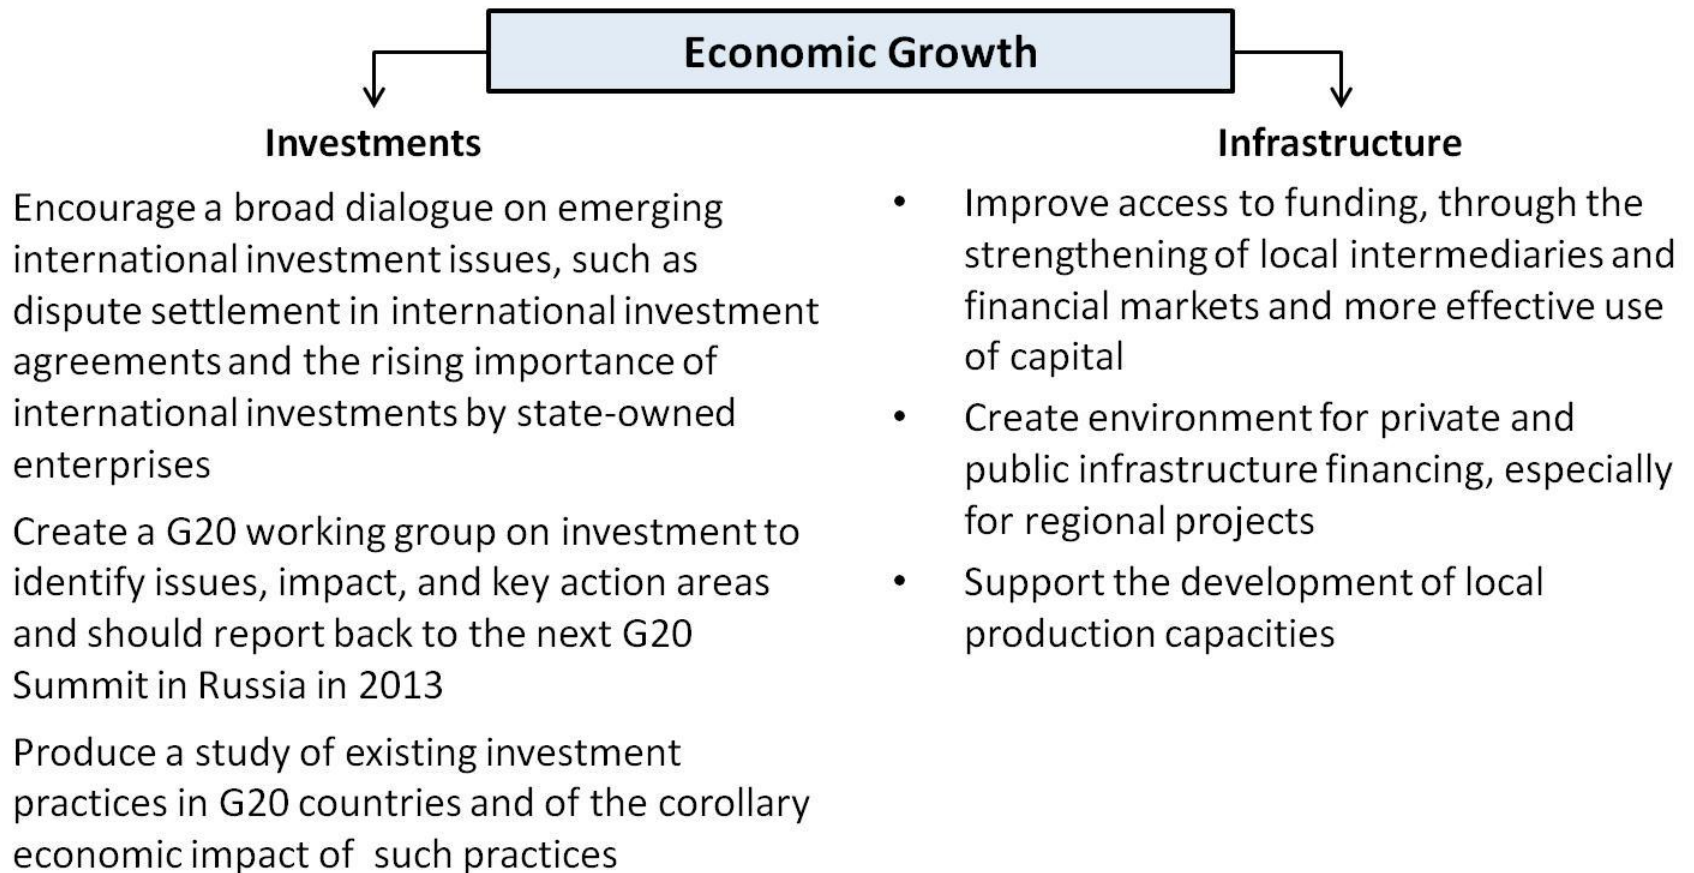 Economic Growth
Investments
Encourage a broad dialogue on emerging
international investment issues, such as
dispute settlement in international investment
agreements and the rising importance of
international investments by state-owned
enterprises
Create a G20 working group on investment to
identify issues, impact, and key action areas
and should report back to the next G20
Summit in Russia in 2013
Produce a study of existing investment
practices in G20 countries and of the corollary
economic impact of such practices
Infrastructure
• Improve access to funding, through the
strengthening of local intermediaries and
financial markets and more effective use
of capital
• Create environment for private and
public infrastructure financing, especially
for regional projects
• Support the development of local
production capacities